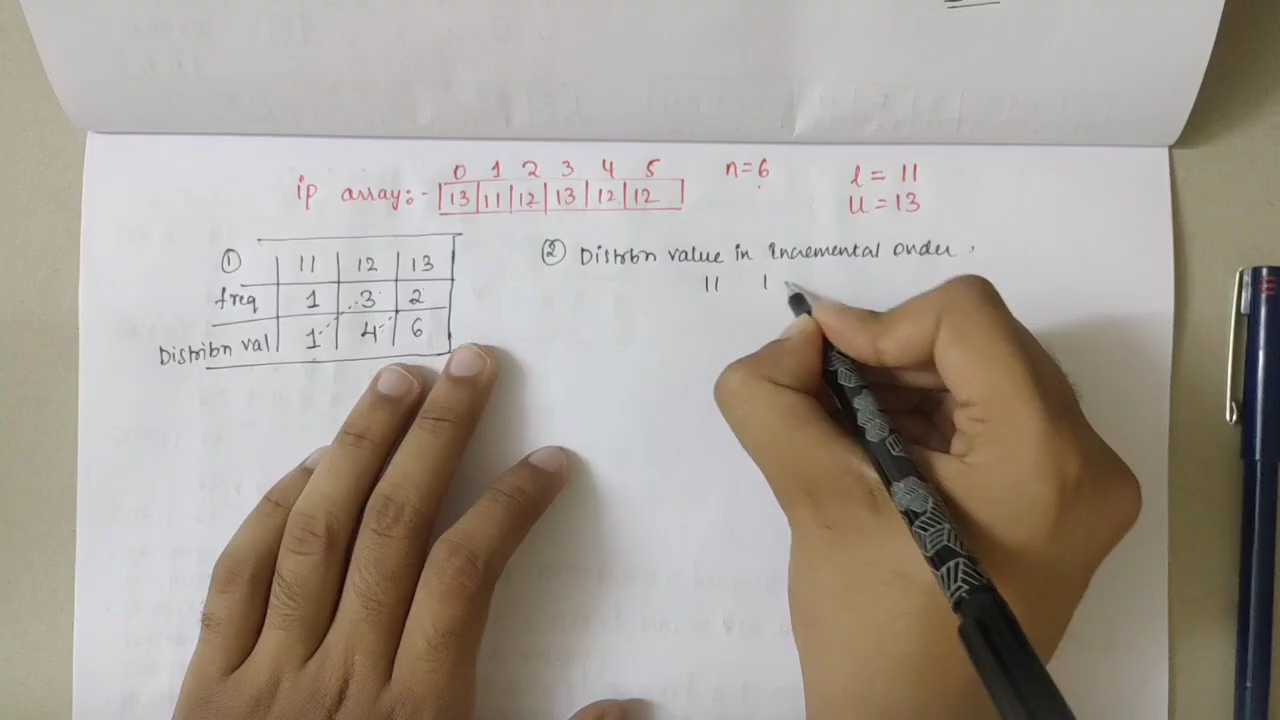 0 1 2 3 4 5
ip array:- 13 11 12 13 12 12
n=6
l = 11
u = 13
① 11 12 13
freq 1 3 2
Distribn val 1 4 6
② Distribn value in incremental order.
11 1